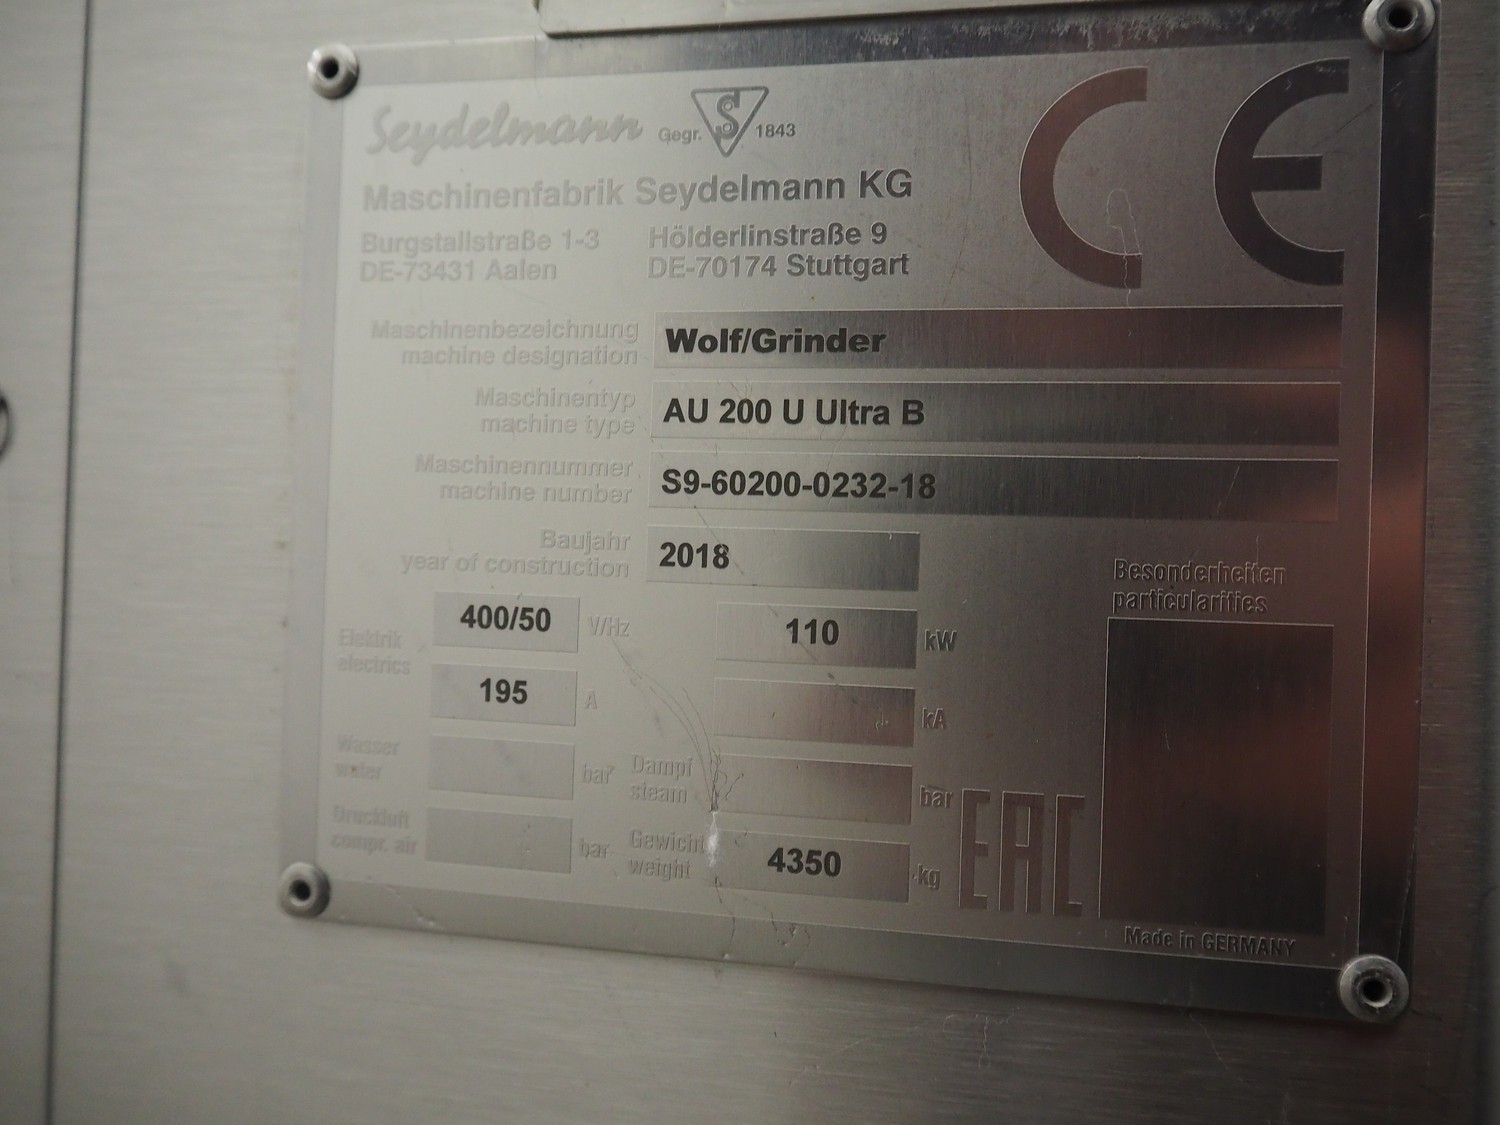 Seydelmann Gegr. S 1843
CE
Maschinenfabrik Seydelmann KG
Burgstallstraße 1-3 Hölderlinstraße 9
DE-73431 Aalen DE-70174 Stuttgart
Maschinenbezeichnung
machine designation
Wolf/Grinder
Maschinentyp
machine type
AU 200 U Ultra B
Maschinennummer
machine number
S9-60200-0232-18
Baujahr
year of construction
2018
Elektrik
electrics
400/50 V/Hz 110 kW
195 A kA
Wasser
water
bar
Dampf
steam
bar
Druckluft
compr. air
bar
Gewicht
weight
4350 kg
EAC
Besonderheiten
particularities
Made in GERMANY